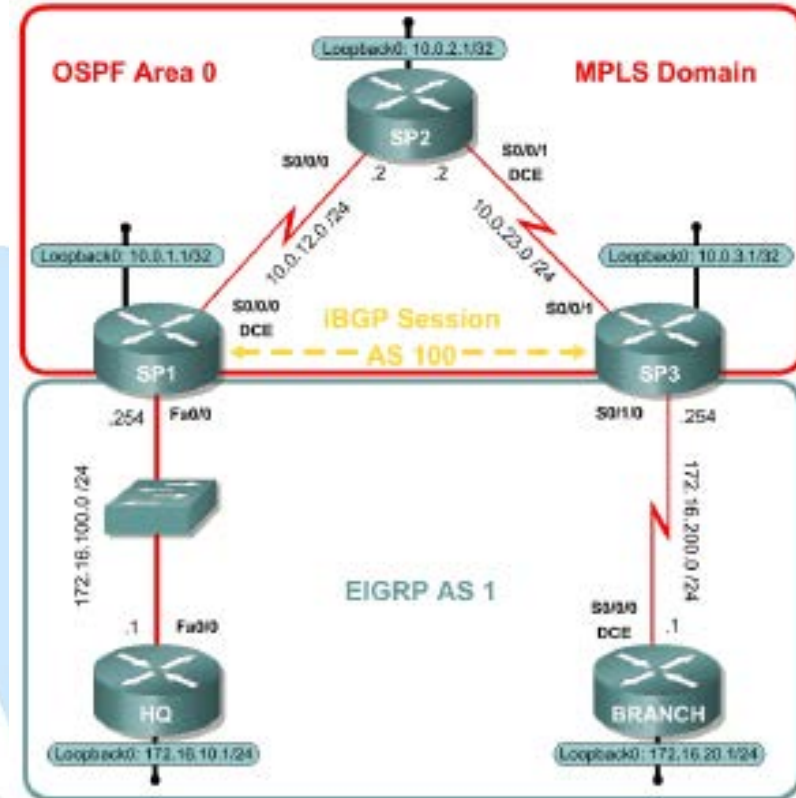 Loopback0: 10.0.2.1/32
OSPF Area 0
MPLS Domain
SP2
S0/0/0
.2
.2
S0/0/1
DCE
10.0.12.0 /24
10.0.23.0 /24
Loopback0: 10.0.1.1/32
Loopback0: 10.0.3.1/32
S0/0/0
DCE
iBGP Session
AS 100
S0/0/1
SP1
SP3
.254
Fa0/0
S0/1/0
.254
172.16.100.0 /24
172.16.200.0 /24
EIGRP AS 1
.1
Fa0/0
S0/0/0
DCE
.1
HQ
BRANCH
Loopback0: 172.16.10.1/24
Loopback0: 172.16.20.1/24